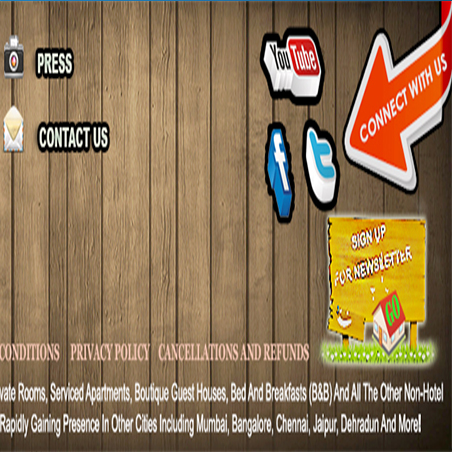 PRESS
CONTACT US
You Tube
CONNECT WITH US
f
t
SIGN UP
FOR NEWSLETTER
GO
CONDITIONS PRIVACY POLICY CANCELLATIONS AND REFUNDS
vate Rooms, Serviced Apartments, Boutique Guest Houses, Bed And Breakfasts (B&B) And All The Other Non-Hotel
Rapidly Gaining Presence In Other Cities Including Mumbai, Bangalore, Chennai, Jaipur, Dehradun And More!